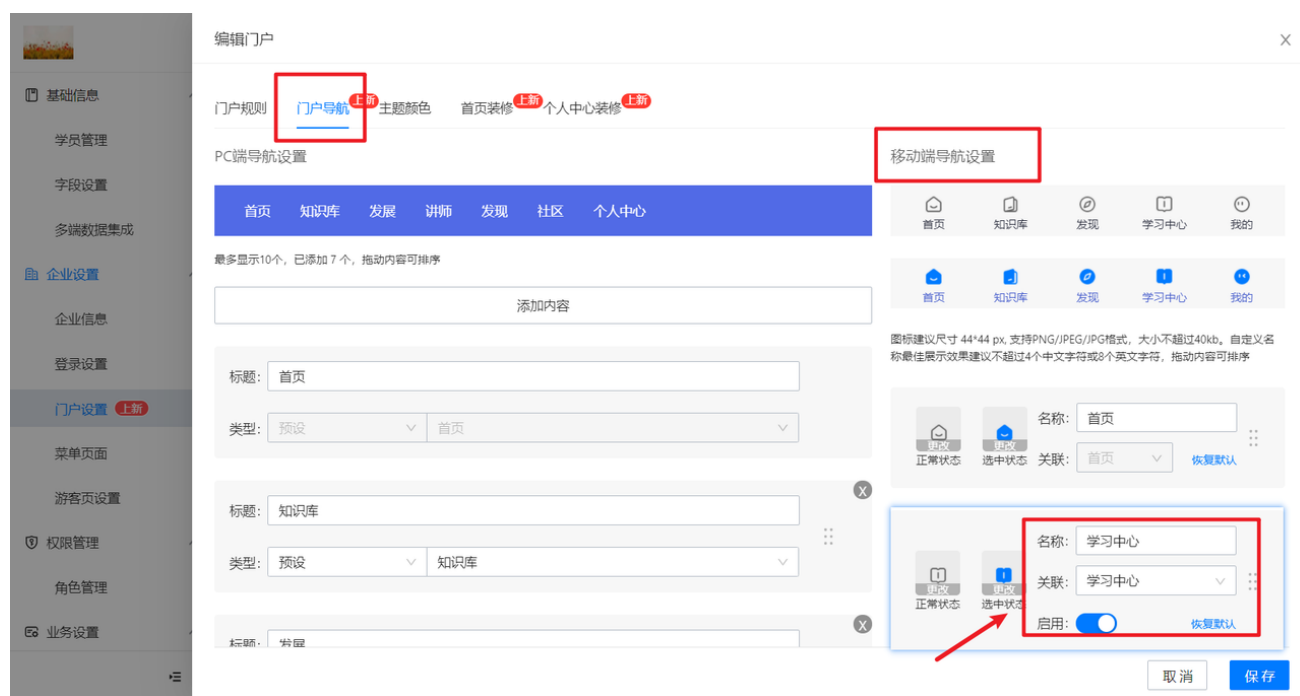 编辑门户
X
基础信息
学员管理
字段设置
多端数据集成
企业设置
企业信息
登录设置
门户设置 上新
菜单页面
游客页设置
权限管理
角色管理
业务设置
门户规则 门户导航 上新 主题颜色 首页装修 上新 个人中心装修 上新
PC端导航设置
首页 知识库 发展 讲师 发现 社区 个人中心
最多显示10个，已添加 7 个，拖动内容可排序
添加内容
标题: 首页
类型: 预设 首页
X
标题: 知识库
类型: 预设 知识库
X
标题: 发展
移动端导航设置
首页 知识库 发现 学习中心 我的
首页 知识库 发现 学习中心 我的
图标建议尺寸 44*44 px, 支持PNG/JPEG/JPG格式，大小不超过40kb。自定义名
称最佳展示效果建议不超过4个中文字符或8个英文字符，拖动内容可排序
名称: 首页
更改 更改
正常状态 选中状态 关联: 首页 恢复默认
名称: 学习中心
关联: 学习中心
更改 更改
正常状态 选中状态
启用: 恢复默认
取消 保存